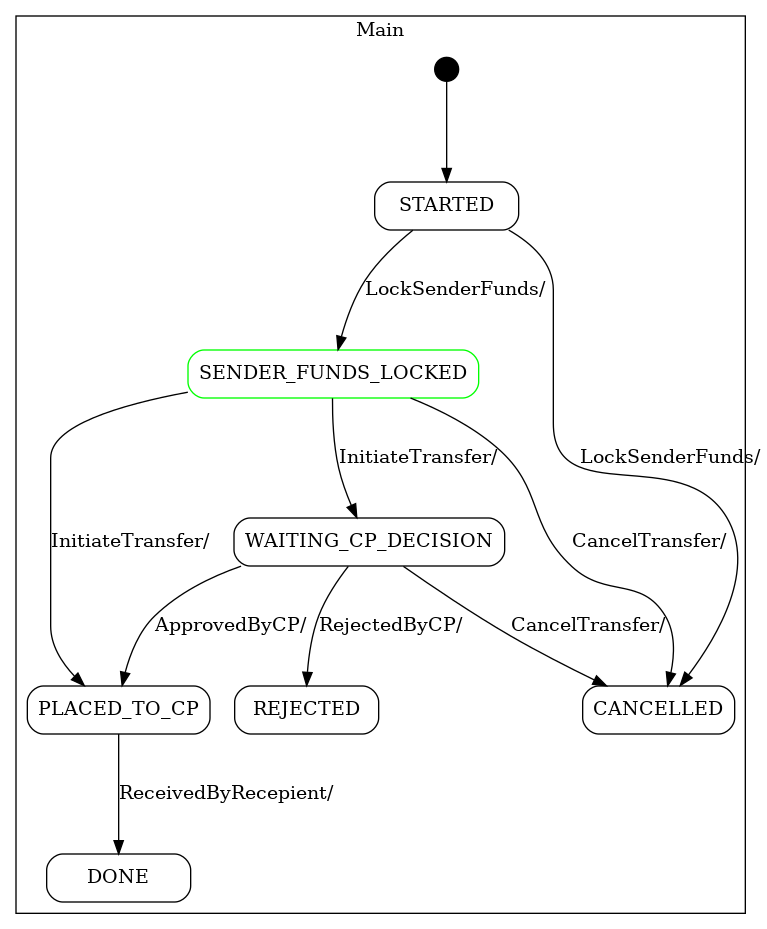 Main
STARTED
LockSenderFunds/
SENDER_FUNDS_LOCKED
InitiateTransfer/
LockSenderFunds/
WAITING_CP_DECISION
InitiateTransfer/
CancelTransfer/
ApprovedByCP/
RejectedByCP/
CancelTransfer/
PLACED_TO_CP
REJECTED
CANCELLED
ReceivedByRecepient/
DONE